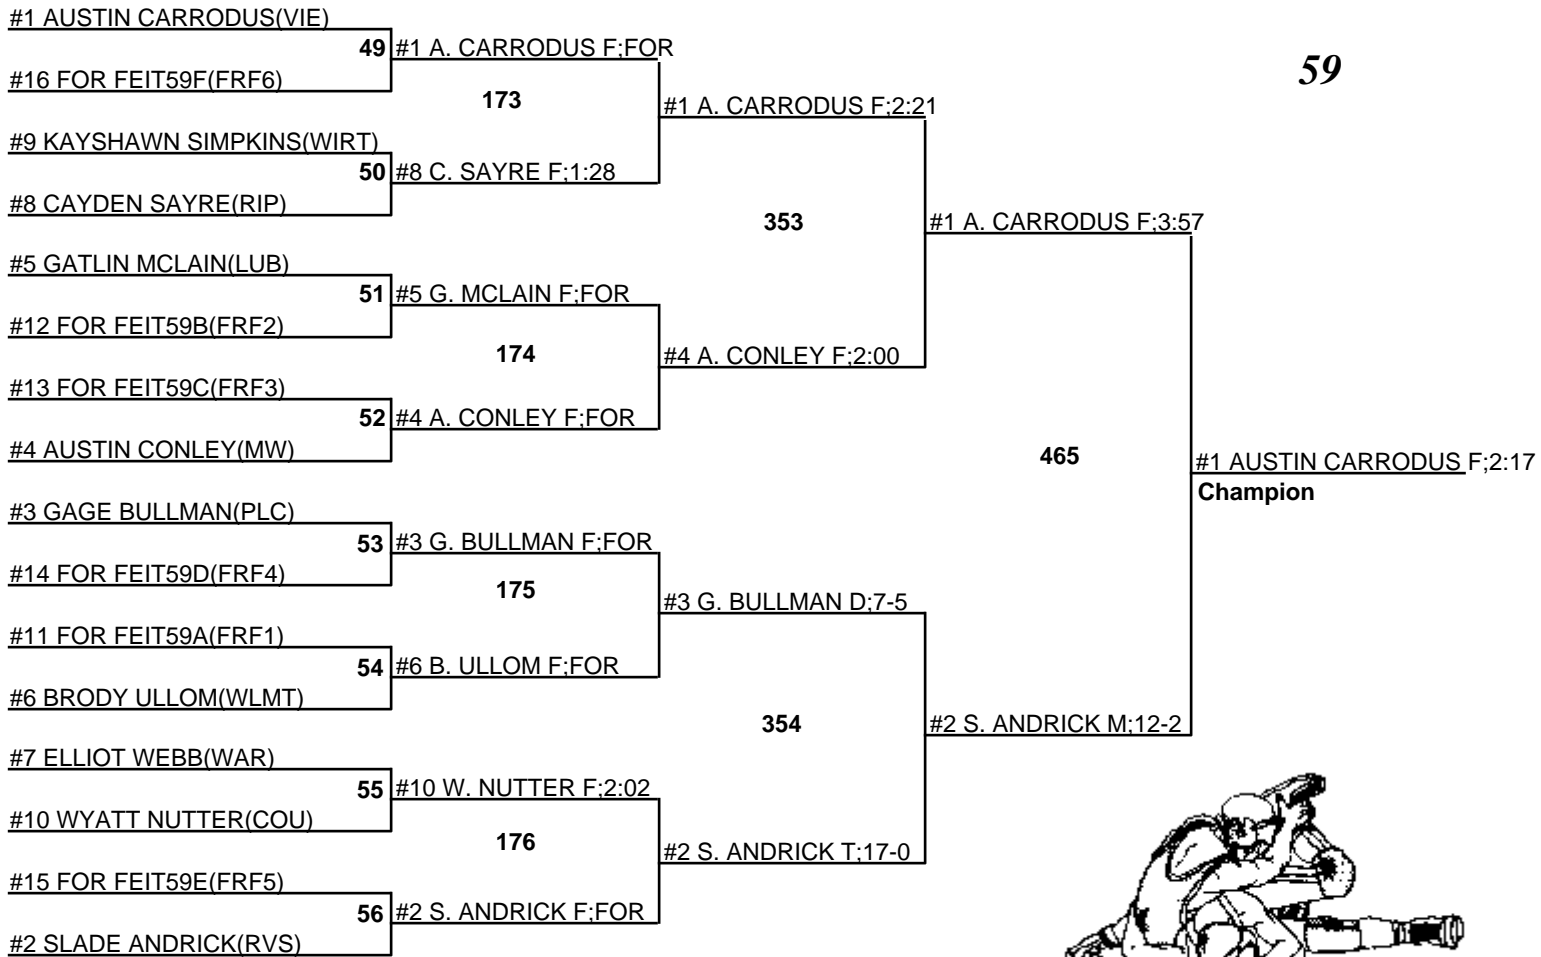 #1 AUSTIN CARRODUS(VIE)
49 #1 A. CARRODUS F;FOR
59
#16 FOR FEIT59F(FRF6)
173
#1 A. CARRODUS F;2:21
#9 KAYSHAWN SIMPKINS(WIRT)
50 #8 C. SAYRE F;1:28
#8 CAYDEN SAYRE(RIP)
353
#1 A. CARRODUS F;3:57
#5 GATLIN MCLAIN(LUB)
51 #5 G. MCLAIN F;FOR
#12 FOR FEIT59B(FRF2)
174
#4 A. CONLEY F;2:00
#13 FOR FEIT59C(FRF3)
52 #4 A. CONLEY F;FOR
#4 AUSTIN CONLEY(MW)
465
#1 AUSTIN CARRODUS F;2:17
Champion
#3 GAGE BULLMAN(PLC)
53 #3 G. BULLMAN F;FOR
#14 FOR FEIT59D(FRF4)
175
#3 G. BULLMAN D;7-5
#11 FOR FEIT59A(FRF1)
54 #6 B. ULLOM F;FOR
#6 BRODY ULLOM(WLMT)
354
#2 S. ANDRICK M;12-2
#7 ELLIOT WEBB(WAR)
55 #10 W. NUTTER F;2:02
#10 WYATT NUTTER(COU)
176
#2 S. ANDRICK T;17-0
#15 FOR FEIT59E(FRF5)
56 #2 S. ANDRICK F;FOR
#2 SLADE ANDRICK(RVS)